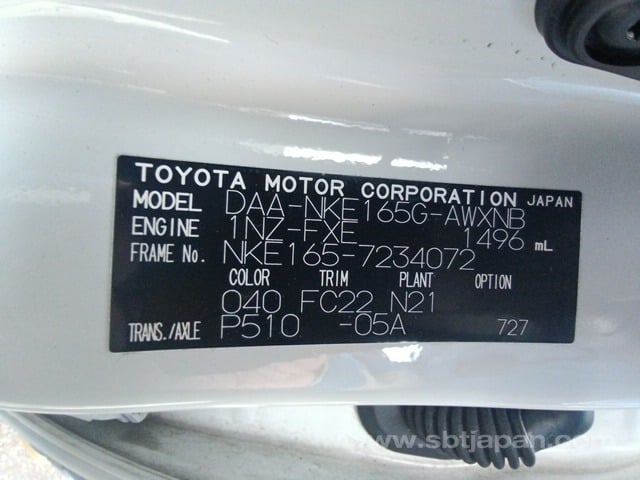 TOYOTA MOTOR CORPORATION JAPAN
MODEL DAA-NKE165G-AWXNB
ENGINE 1NZ-FXE 1496 mL
FRAME No. NKE165-7234072
COLOR TRIM PLANT OPTION
040 FC22 N21
TRANS./AXLE P510 -05A 727
www.sbtjapan.com